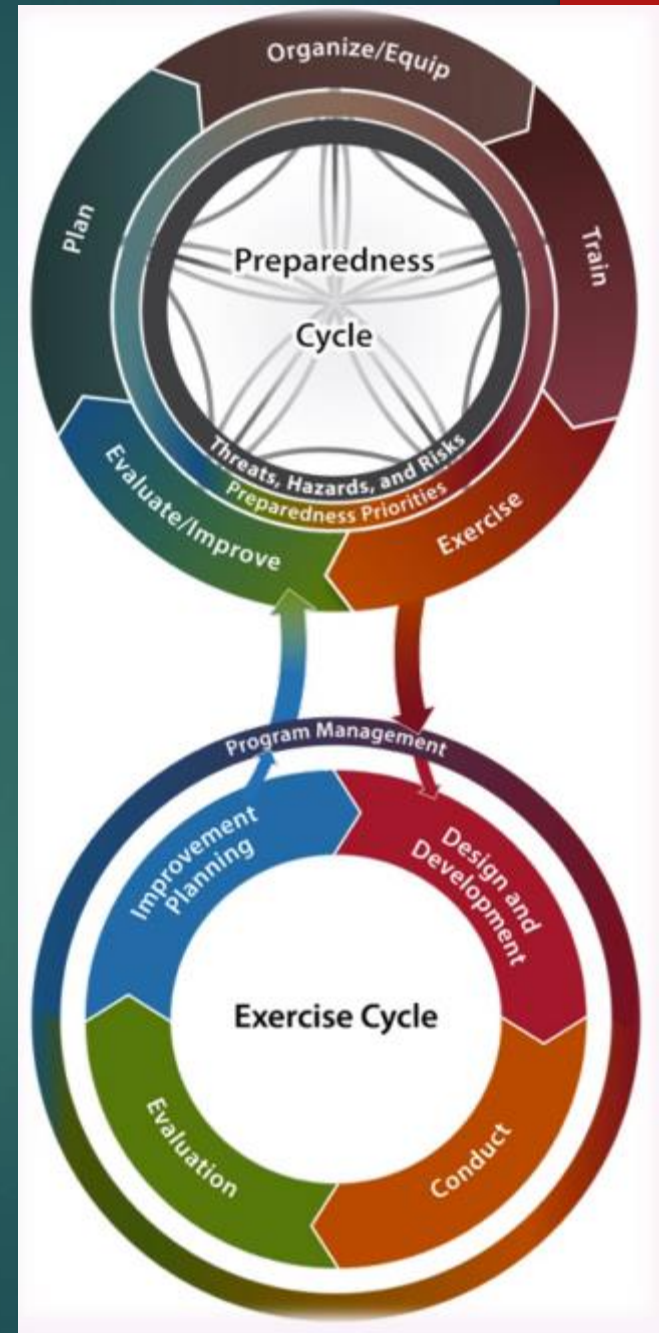 Organize/Equip
Plan
Train
Preparedness
Cycle
Threats, Hazards, and Risks
Preparedness Priorities
Evaluate/Improve
Exercise
Program Management
Improvement
Planning
Design and
Development
Exercise Cycle
Evaluation
Conduct